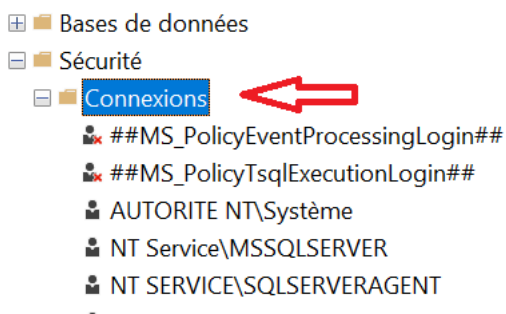 Bases de données
Sécurité
Connexions
##MS_PolicyEventProcessingLogin##
##MS_PolicyTsqlExecutionLogin##
AUTORITE NT\Système
NT Service\MSSQLSERVER
NT SERVICE\SQLSERVERAGENT